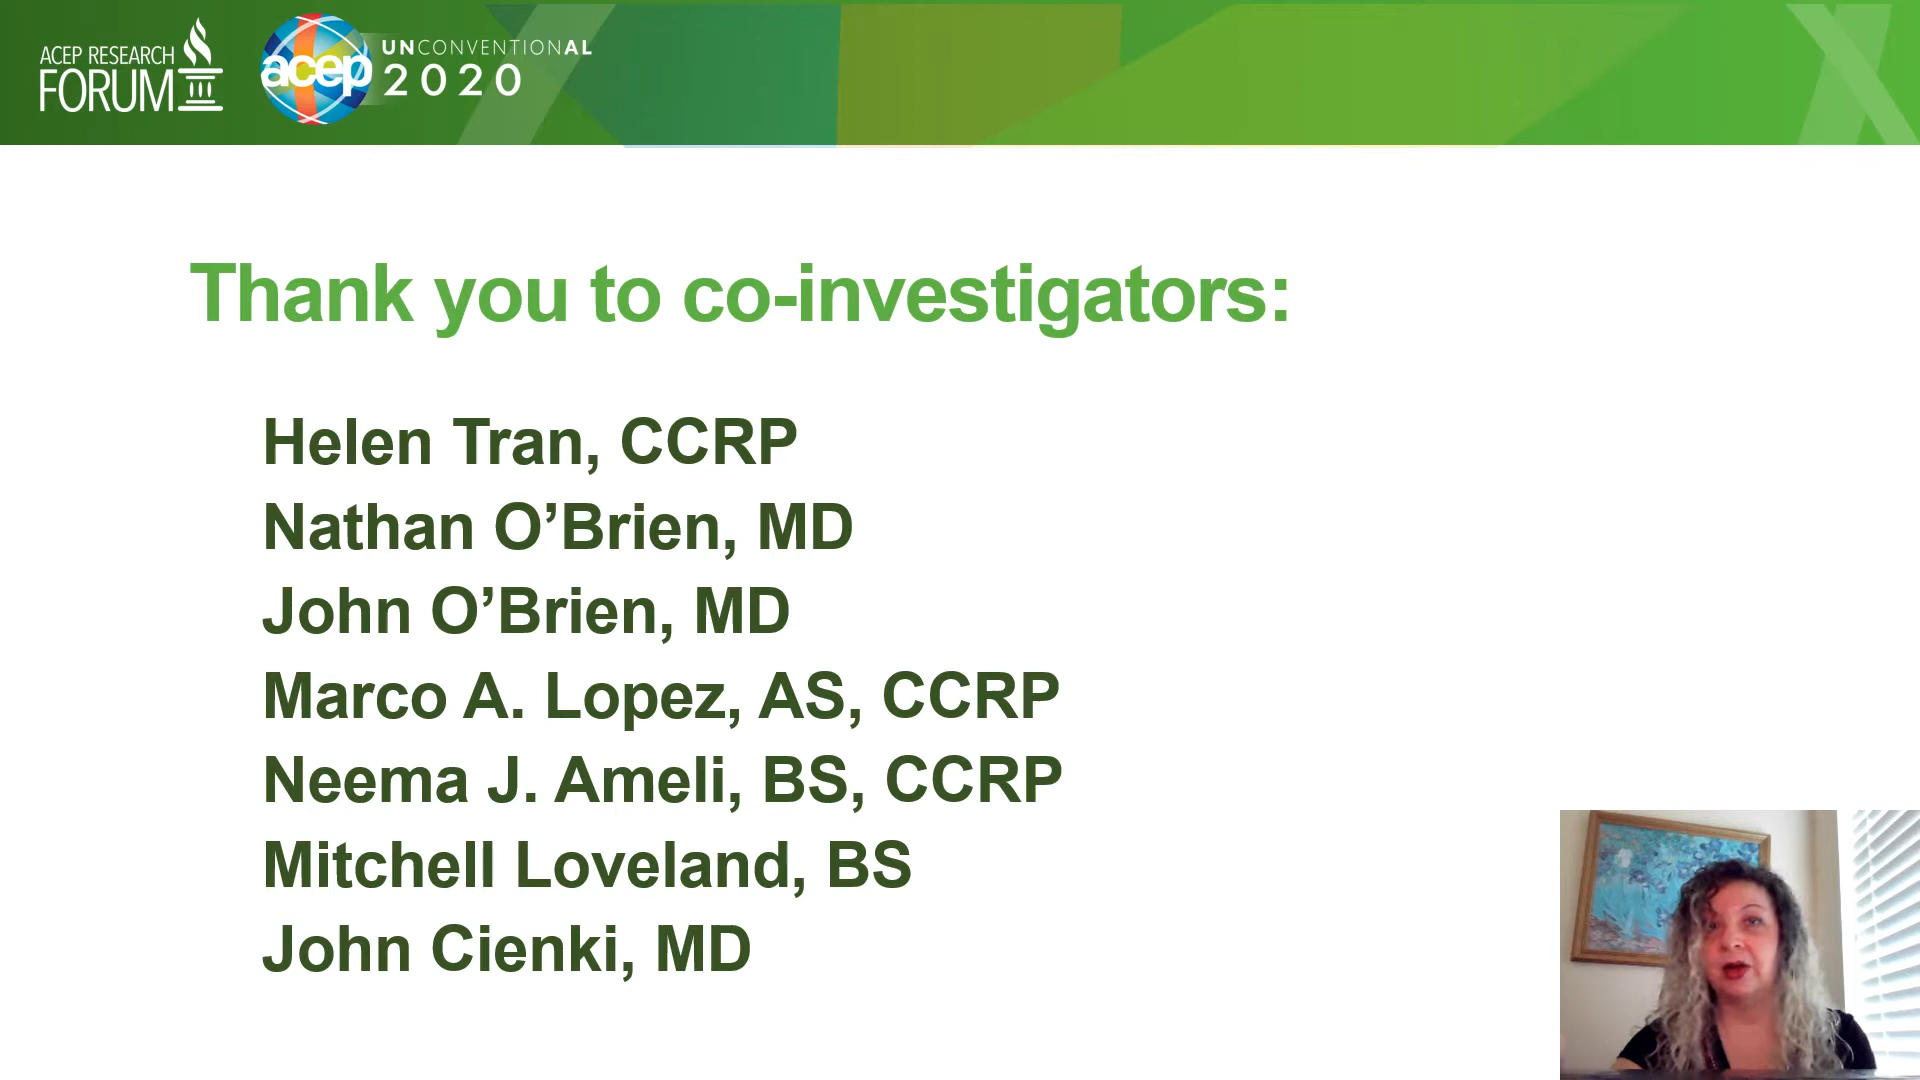 ACEP RESEARCH
FORUM
acep
UNCONVENTIONAL
2020
Thank you to co-investigators:
Helen Tran, CCRP
Nathan O’Brien, MD
John O’Brien, MD
Marco A. Lopez, AS, CCRP
Neema J. Ameli, BS, CCRP
Mitchell Loveland, BS
John Cienki, MD